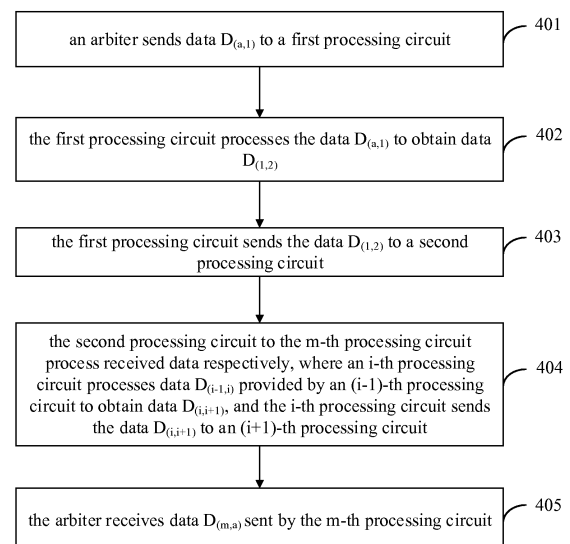 an arbiter sends data D(a,1) to a first processing circuit
401
the first processing circuit processes the data D(a,1) to obtain data
D(1,2)
402
the first processing circuit sends the data D(1,2) to a second
processing circuit
403
the second processing circuit to the m-th processing circuit
process received data respectively, where an i-th processing
circuit processes data D(i-1,i) provided by an (i-1)-th processing
circuit to obtain data D(i,i+1), and the i-th processing circuit sends
the data D(i,i+1) to an (i+1)-th processing circuit
404
the arbiter receives data D(m,a) sent by the m-th processing circuit
405